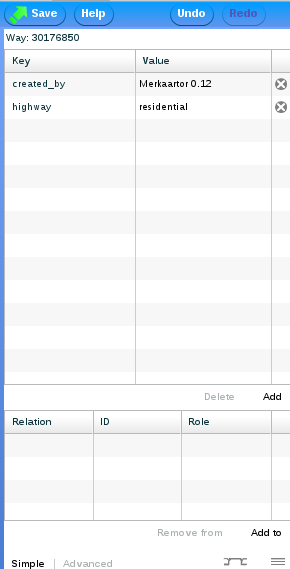 Save Help Undo Redo
Way: 30176850
Key Value
created_by Merkaartor 0.12
highway residential
Delete Add
Relation ID Role
Remove from Add to
Simple | Advanced